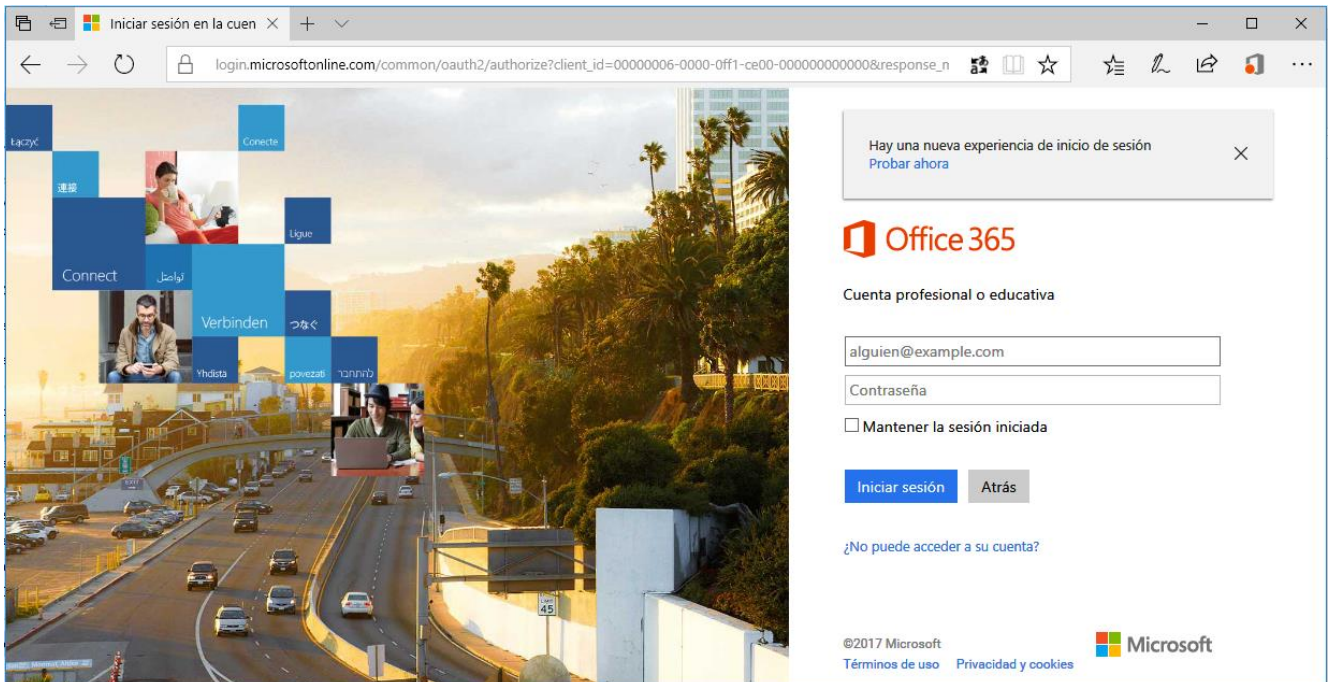 Iniciar sesión en la cuen
login.microsoftonline.com/common/oauth2/authorize?client_id=00000006-0000-0ff1-ce00-000000000000&response_n
Łączyć
Conecte
連接
Ligue
Connect
تواصل
Verbinden
つなぐ
Yhdistä
povezati
להתחבר
EXIT
SPEED
LIMIT
45
Hay una nueva experiencia de inicio de sesión
Probar ahora
Office 365
Cuenta profesional o educativa
alguien@example.com
Contraseña
Mantener la sesión iniciada
Iniciar sesión
Atrás
¿No puede acceder a su cuenta?
©2017 Microsoft
Microsoft
Términos de uso Privacidad y cookies